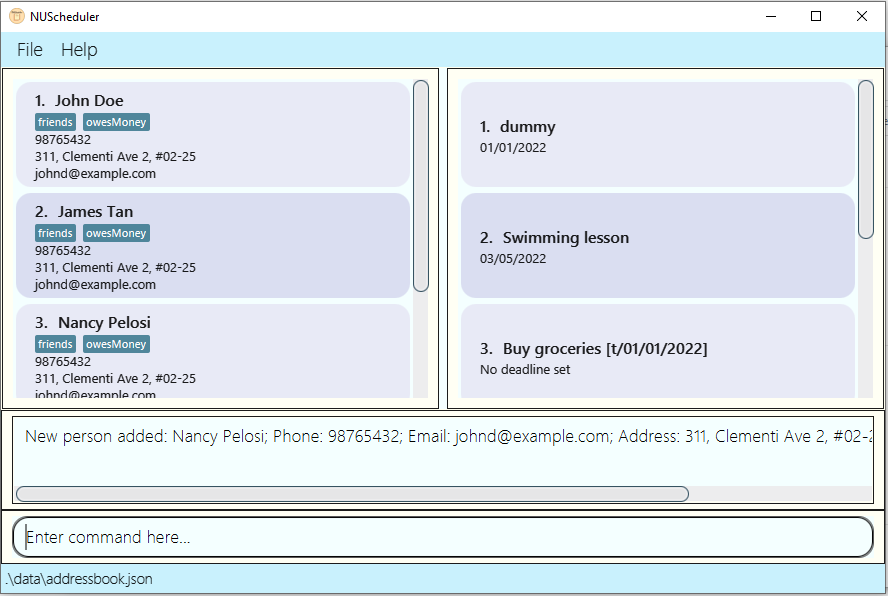 NUScheduler
File Help
1. John Doe
friends owesMoney
98765432
311, Clementi Ave 2, #02-25
johnd@example.com
2. James Tan
friends owesMoney
98765432
311, Clementi Ave 2, #02-25
johnd@example.com
3. Nancy Pelosi
friends owesMoney
98765432
311, Clementi Ave 2, #02-25
johnd@example.com
1. dummy
01/01/2022
2. Swimming lesson
03/05/2022
3. Buy groceries [t/01/01/2022]
No deadline set
New person added: Nancy Pelosi; Phone: 98765432; Email: johnd@example.com; Address: 311, Clementi Ave 2, #02-2
Enter command here...
.\data\addressbook.json